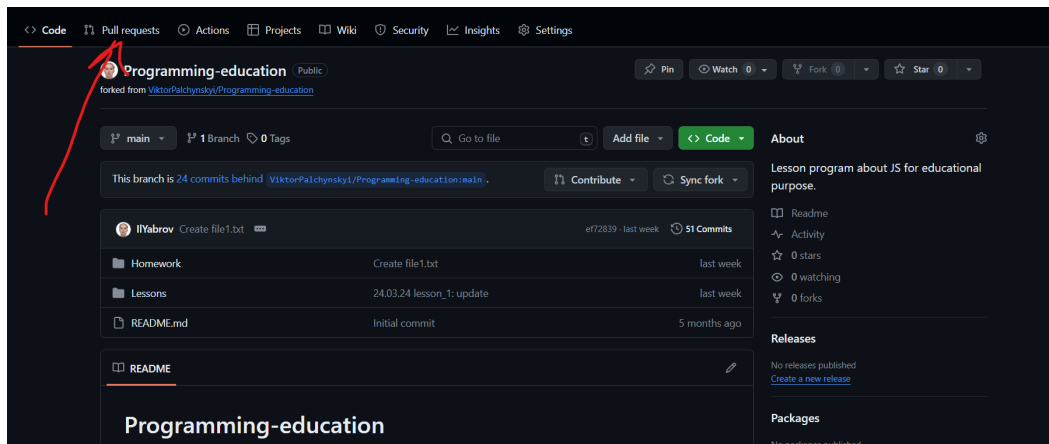 Code Pull requests Actions Projects Wiki Security Insights Settings
Programming-education Public Pin Watch 0 Fork 0 Star 0
forked from ViktorPalchynskyi/Programming-education
main 1 Branch 0 Tags Go to file t Add file Code
This branch is 24 commits behind ViktorPalchynskyi/Programming-education:main . Contribute Sync fork
IlYabrov Create file1.txt ef72839 · last week 51 Commits
Homework Create file1.txt last week
Lessons 24.03.24 lesson_1: update last week
README.md Initial commit 5 months ago
README
Programming-education
About
Lesson program about JS for educational
purpose.
Readme
Activity
0 stars
0 watching
0 forks
Releases
No releases published
Create a new release
Packages
No packages published